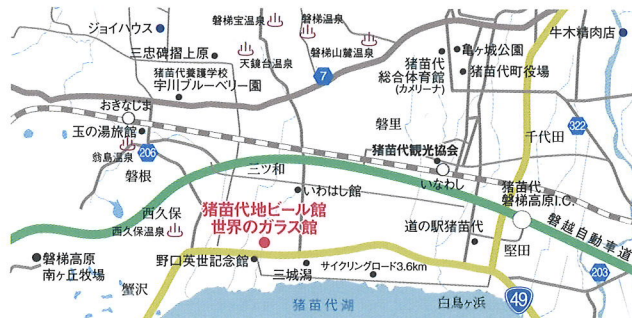 ジョイハウス
磐梯宝温泉
磐梯温泉
牛木精肉店
三忠碑摺上原
天鏡台温泉
磐梯山麓温泉
猪苗代
総合体育館
(カメリーナ)
亀ヶ城公園
猪苗代町役場
猪苗代養護学校
宇川ブルーベリー園
7
おきなしま
玉の湯旅館
翁島温泉
206
磐根
磐里
千代田
322
猪苗代観光協会
いなわし
三ツ和
いわはし館
猪苗代
磐梯高原I.C.
磐越自動車道
西久保
西久保温泉
猪苗代地ビール館
世界のガラス館
道の駅猪苗代
堅田
磐梯高原
南ヶ丘牧場
野口英世記念館
三城潟
サイクリングロード3.6km
203
蟹沢
猪苗代湖
白鳥ヶ浜
49